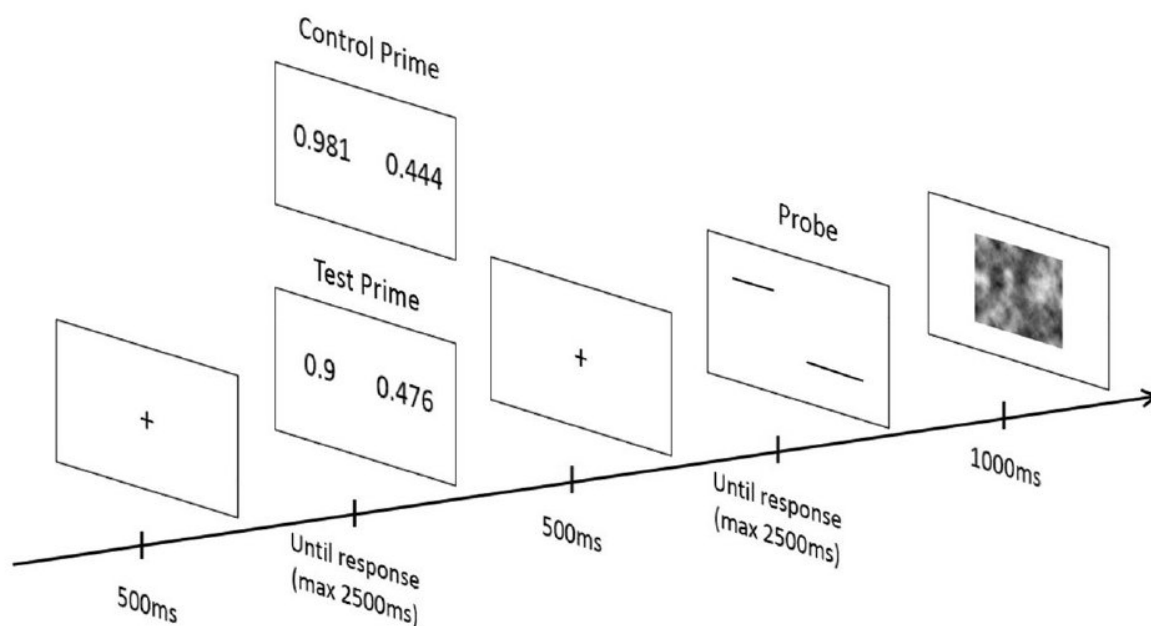 Control Prime
0.981 0.444
Test Prime
0.9 0.476
+
+
Probe
500ms
Until response
(max 2500ms)
500ms
Until response
(max 2500ms)
1000ms